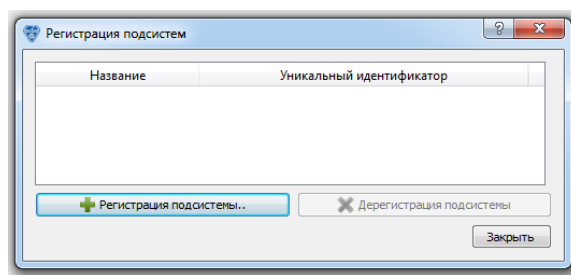 Регистрация подсистем
Название Уникальный идентификатор
Регистрация подсистемы.. Дерегистрация подсистемы
Закрыть